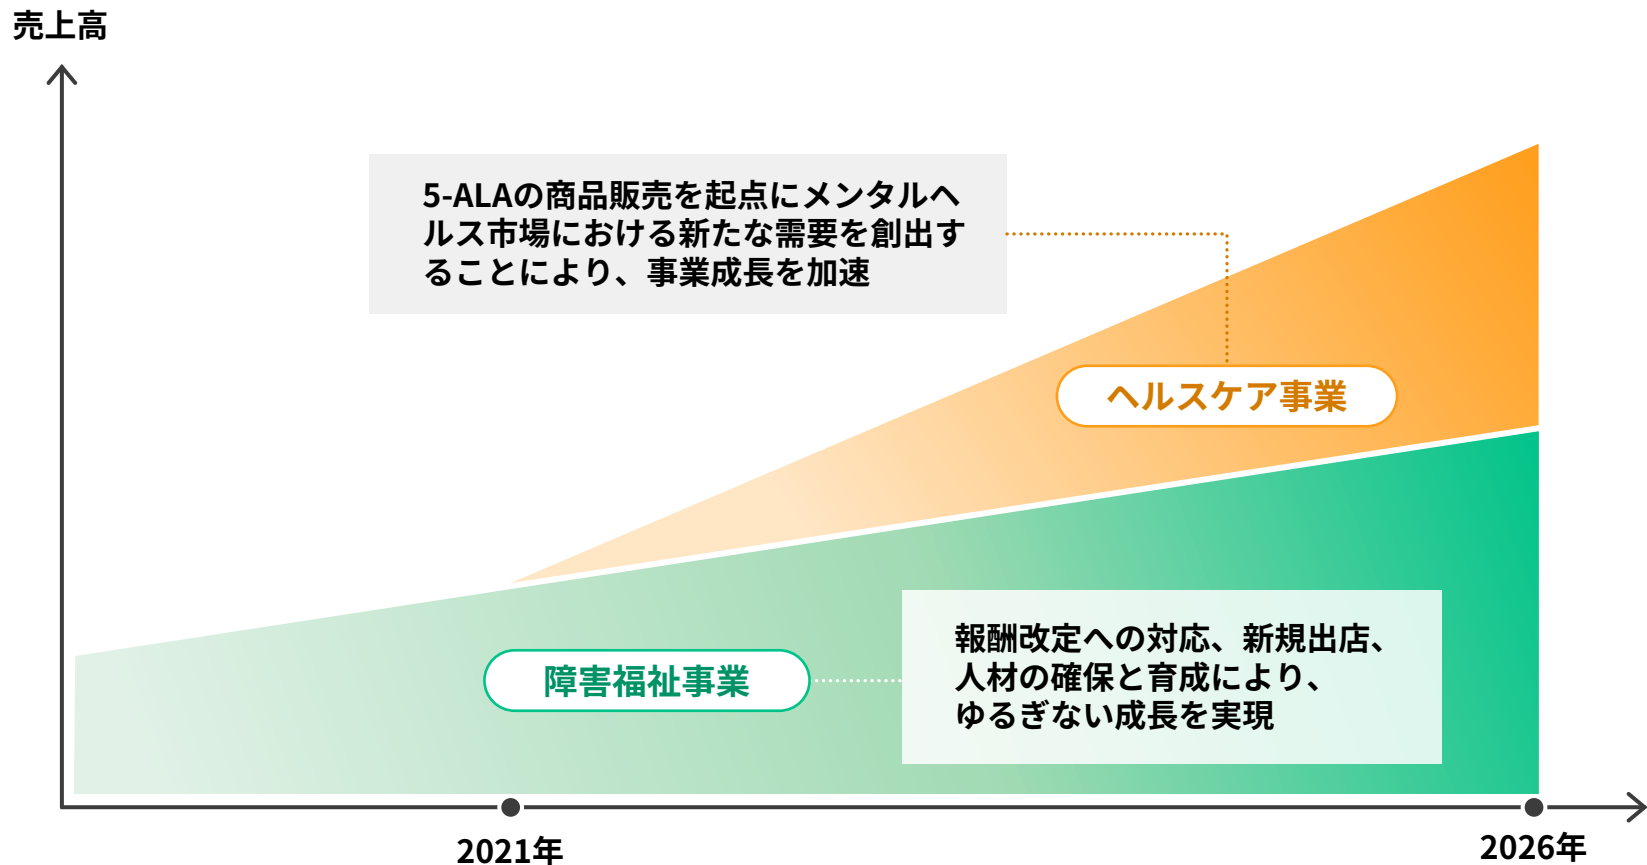 売上高
5-ALAの商品販売を起点にメンタルヘ
ルス市場における新たな需要を創出す
ることにより、事業成長を加速
ヘルスケア事業
障害福祉事業
報酬改定への対応、新規出店、
人材の確保と育成により、
ゆるぎない成長を実現
2021年
2026年